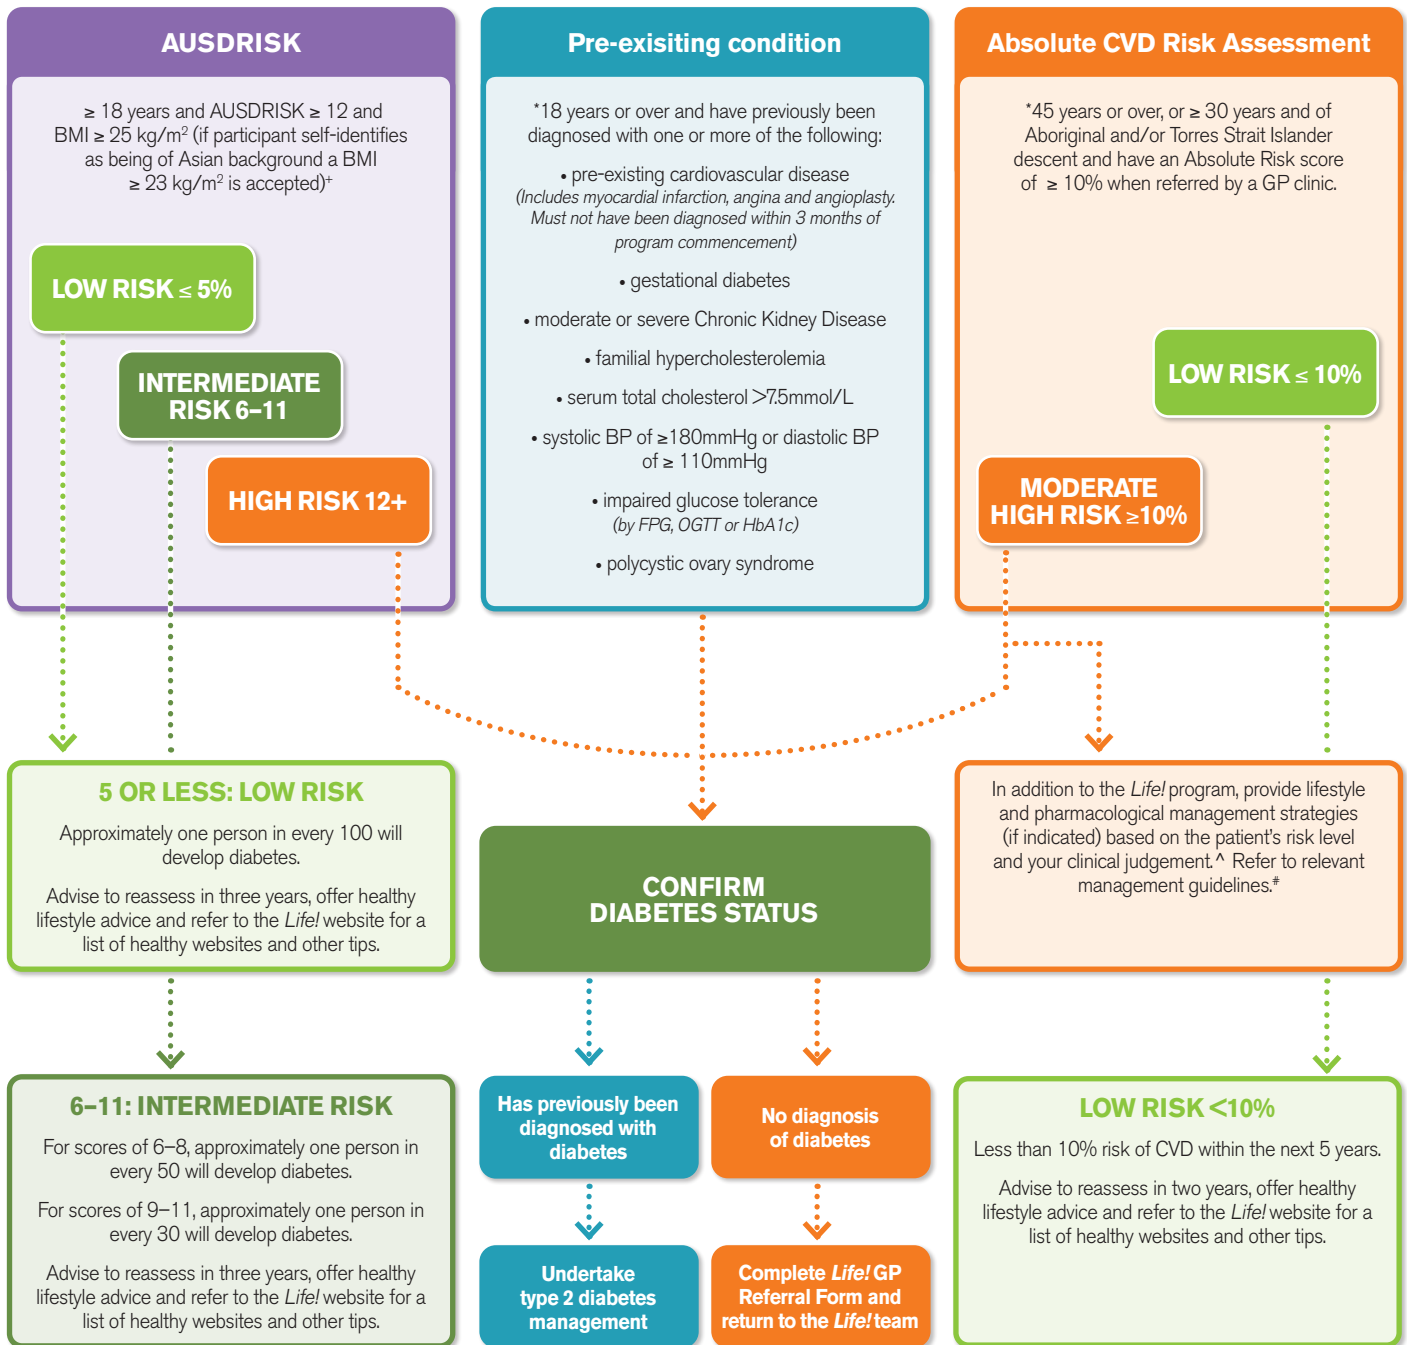 AUSDRISK
≥ 18 years and AUSDRISK ≥ 12 and
BMI ≥ 25 kg/m² (if participant self-identifies
as being of Asian background a BMI
≥ 23 kg/m² is accepted)⁺
LOW RISK ≤ 5%
INTERMEDIATE
RISK 6–11
HIGH RISK 12+
Pre-exisiting condition
*18 years or over and have previously been
diagnosed with one or more of the following:
• pre-existing cardiovascular disease
(Includes myocardial infarction, angina and angioplasty.
Must not have been diagnosed within 3 months of
program commencement)
• gestational diabetes
• moderate or severe Chronic Kidney Disease
• familial hypercholesterolemia
• serum total cholesterol >7.5mmol/L
• systolic BP of ≥180mmHg or diastolic BP
of ≥ 110mmHg
• impaired glucose tolerance
(by FPG, OGTT or HbA1c)
• polycystic ovary syndrome
Absolute CVD Risk Assessment
*45 years or over, or ≥ 30 years and of
Aboriginal and/or Torres Strait Islander
descent and have an Absolute Risk score
of ≥ 10% when referred by a GP clinic.
LOW RISK ≤ 10%
MODERATE
HIGH RISK ≥10%
5 OR LESS: LOW RISK
Approximately one person in every 100 will
develop diabetes.
Advise to reassess in three years, offer healthy
lifestyle advice and refer to the Life! website for a
list of healthy websites and other tips.
CONFIRM
DIABETES STATUS
In addition to the Life! program, provide lifestyle
and pharmacological management strategies
(if indicated) based on the patient's risk level
and your clinical judgement.^ Refer to relevant
management guidelines.#
6–11: INTERMEDIATE RISK
For scores of 6–8, approximately one person in
every 50 will develop diabetes.
For scores of 9–11, approximately one person in
every 30 will develop diabetes.
Advise to reassess in three years, offer healthy
lifestyle advice and refer to the Life! website for a
list of healthy websites and other tips.
Has previously been
diagnosed with
diabetes
Undertake
type 2 diabetes
management
No diagnosis
of diabetes
Complete Life! GP
Referral Form and
return to the Life! team
LOW RISK <10%
Less than 10% risk of CVD within the next 5 years.
Advise to reassess in two years, offer healthy
lifestyle advice and refer to the Life! website for a
list of healthy websites and other tips.